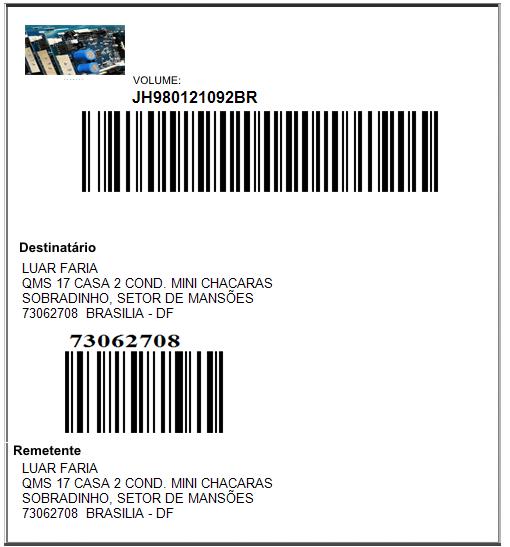 VOLUME:
JH980121092BR
Destinatário
LUAR FARIA
QMS 17 CASA 2 COND. MINI CHACARAS
SOBRADINHO, SETOR DE MANSÕES
73062708 BRASILIA - DF
73062708
Remetente
LUAR FARIA
QMS 17 CASA 2 COND. MINI CHACARAS
SOBRADINHO, SETOR DE MANSÕES
73062708 BRASILIA - DF